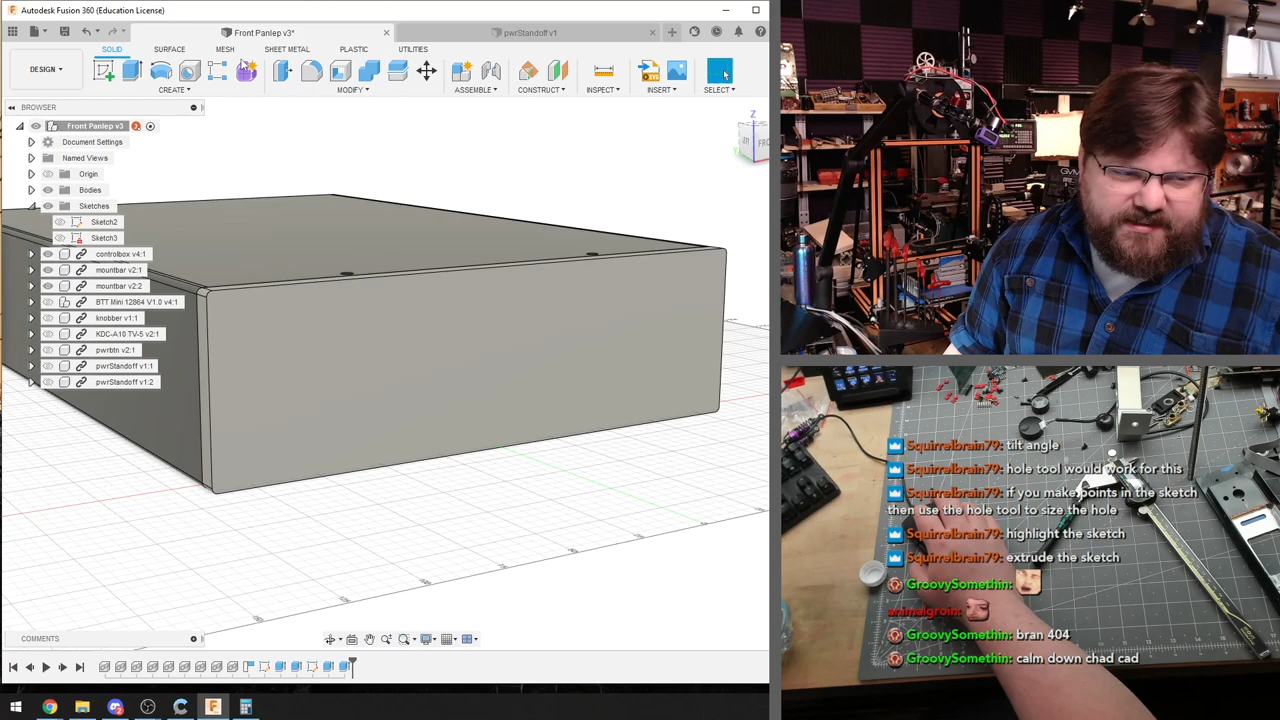 Autodesk Fusion 360 (Education License)
Front Panlep v3*
pwrStandoff v1
SOLID
SURFACE
MESH
SHEET METAL
PLASTIC
UTILITIES
DESIGN
CREATE
MODIFY
ASSEMBLE
CONSTRUCT
INSPECT
INSERT
SELECT
BROWSER
Front Panlep v3
Document Settings
Named Views
Origin
Bodies
Sketches
Sketch2
Sketch3
controlbox v4:1
mountbar v2:1
mountbar v2:2
BTT Mini 12864 V1.0 v4:1
knobber v1:1
KDC-A10 TV-5 v2:1
pwrbtn v2:1
pwrStandoff v1:1
pwrStandoff v1:2
Z
COMMENTS
Squirrelbrain79: tilt angle
Squirrelbrain79: hole tool would work for this
Squirrelbrain79: if you make points in the sketch
then use the hole tool to size the hole
Squirrelbrain79: highlight the sketch
Squirrelbrain79: extrude the sketch
GroovySomethin:
animalgroin:
GroovySomethin: bran 404
GroovySomethin: calm down chad cad